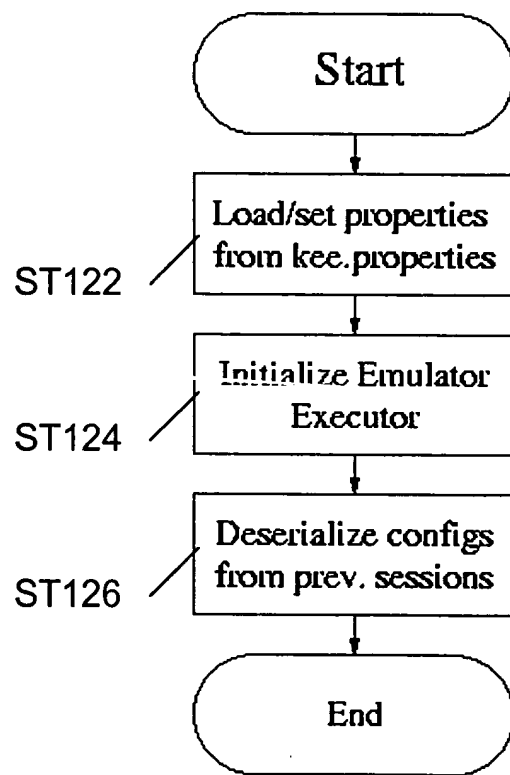 Start
Load/set properties
from kee.properties
ST122
Initialize Emulator
Executor
ST124
Deserialize configs
from prev. sessions
ST126
End